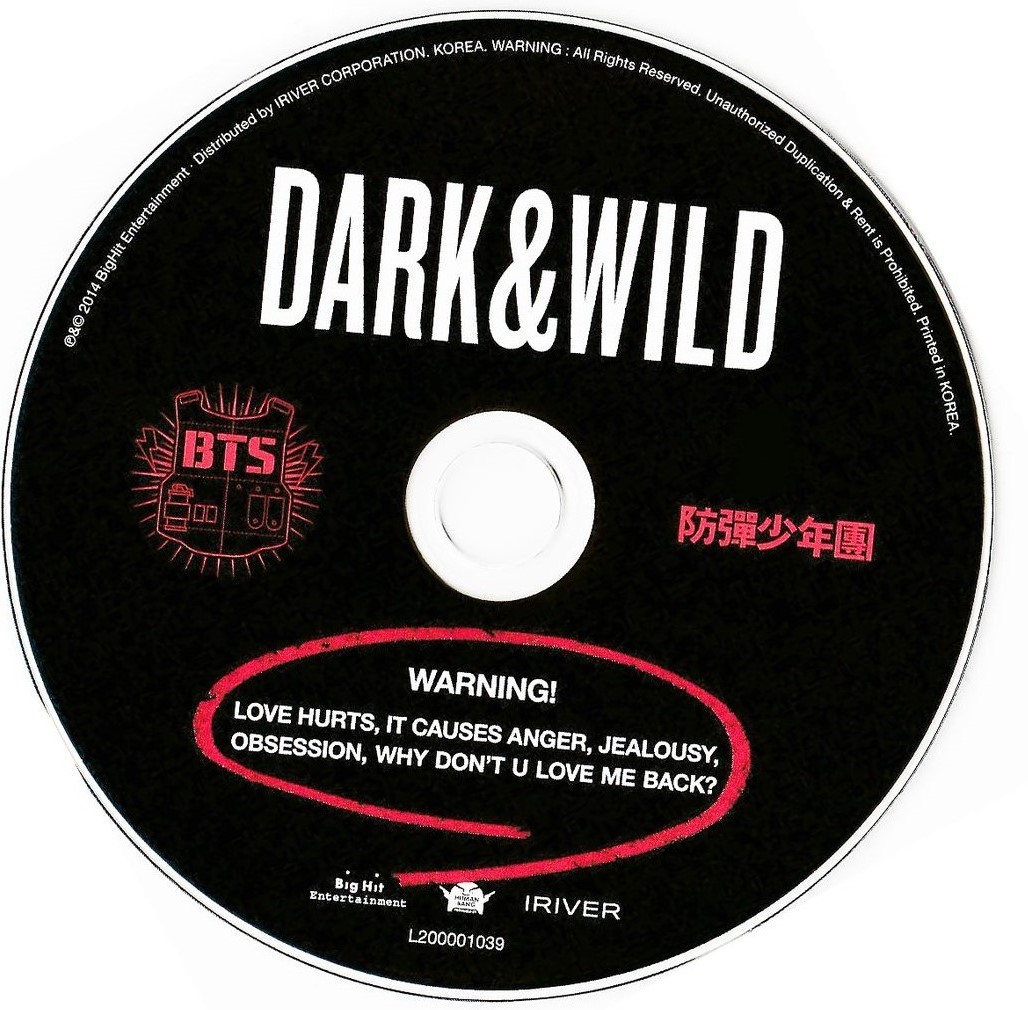 ℗&© 2014 BigHit Entertainment · Distributed by IRIVER CORPORATION. KOREA. WARNING : All Rights Reserved. Unauthorized Duplication & Rent is Prohibited. Printed in KOREA.
DARK&WILD
BTS
防彈少年團
WARNING!
LOVE HURTS, IT CAUSES ANGER, JEALOUSY,
OBSESSION, WHY DON'T U LOVE ME BACK?
Big Hit
Entertainment
HITMAN
BANG
IRIVER
L200001039